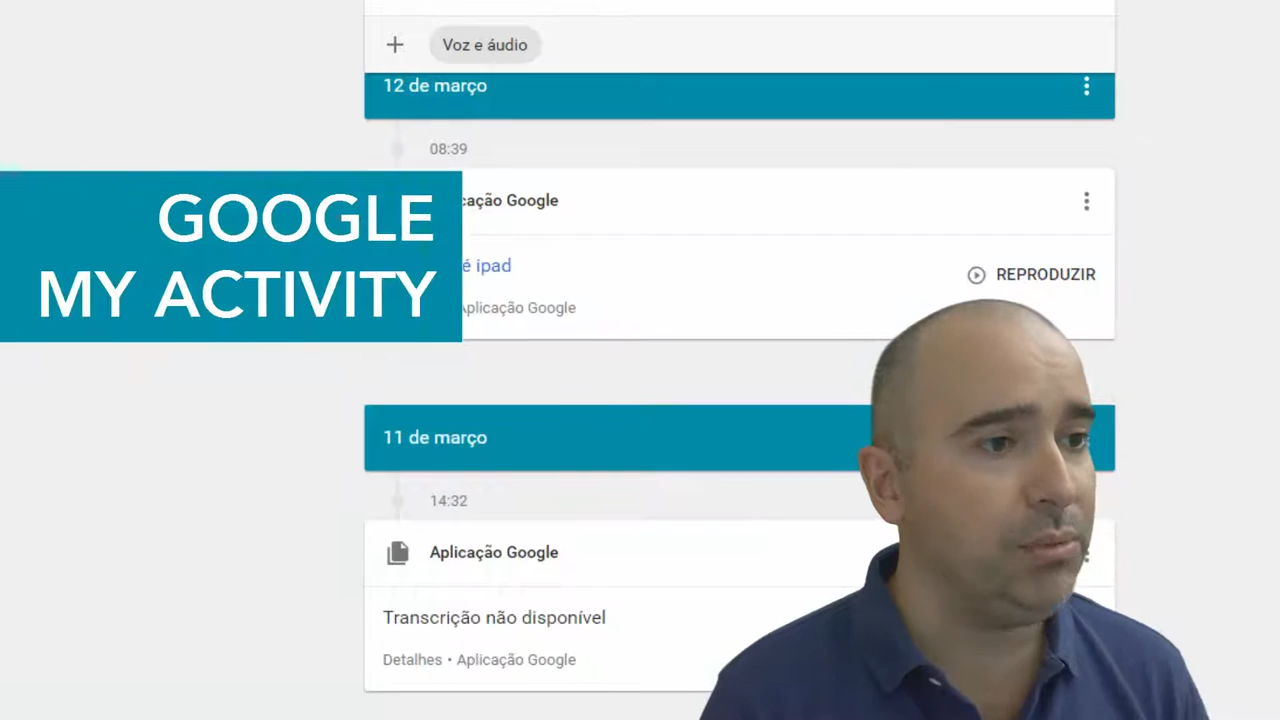 Voz e áudio
12 de março
08:39
GOOGLE
MY ACTIVITY
Google
é ipad
REPRODUZIR
Aplicação Google
11 de março
14:32
Aplicação Google
Transcrição não disponível
Detalhes • Aplicação Google